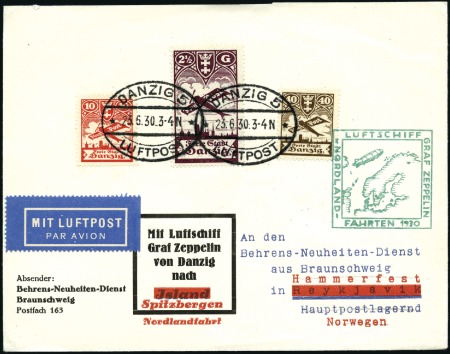 10
Freie Stadt
Danzig.
2½ G
Freie Stadt
Danzig
40
Freie Stadt
Danzig.
DANZIG 5
23.6.30.3-4N
LUFTPOST
DANZIG 5
23.6.30.3-4N
LUFTPOST
LUFTSCHIFF
GRAF ZEPPELIN
NORDLAND-
FAHRTEN 1930
MIT LUFTPOST
PAR AVION
Mit Luftschiff
Graf Zeppelin
von Danzig
nach
Island
Spitzbergen
Nordlandfahrt
Absender:
Behrens-Neuheiten-Dienst
Braunschweig
Postfach 163
An den
Behrens-Neuheiten-Dienst
aus Braunschweig
Hammerfest
in Reykjavik
Hauptpostlagernd
Norwegen